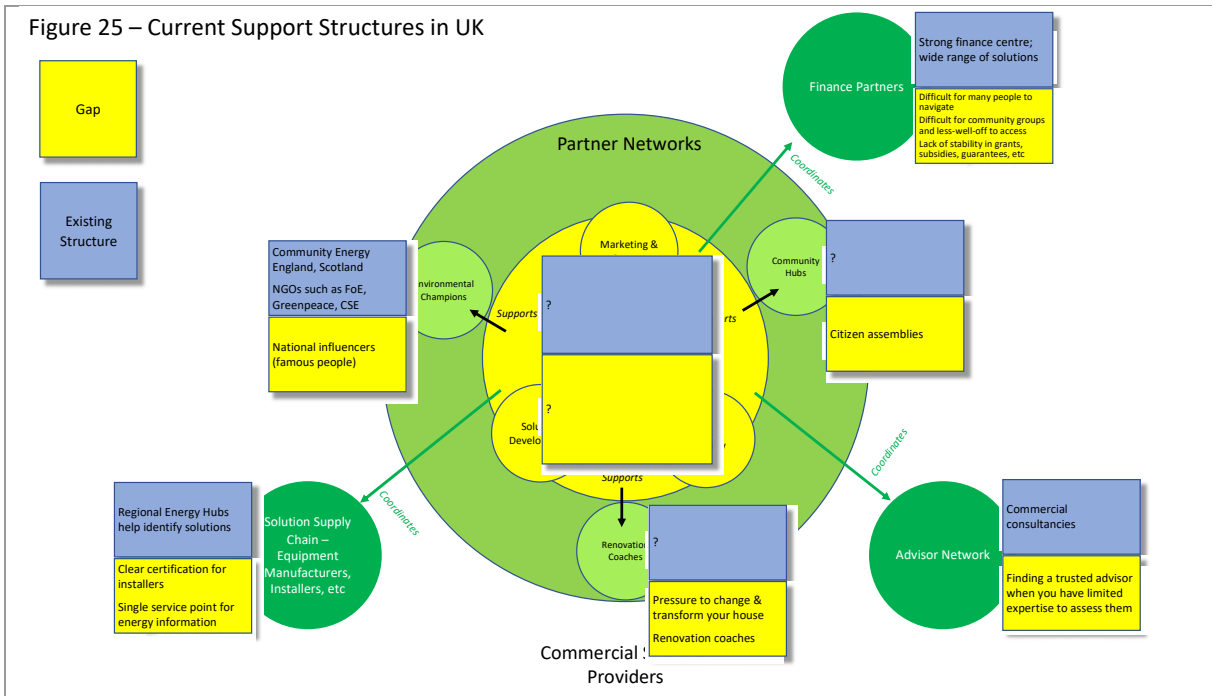 Figure 25 – Current Support Structures in UK
Gap
Existing
Structure
Partner Networks
Finance Partners
Strong finance centre;
wide range of solutions
Difficult for many people to
navigate
Difficult for community groups
and less-well-off to access
Lack of stability in grants,
subsidies, guarantees, etc
Coordinates
Community Energy
England, Scotland
NGOs such as FoE,
Greenpeace, CSE
National influencers
(famous people)
Champions
Supports
Marketing &
?
?
Community
Hubs
?
Citizen assemblies
Supports
Renovation
Coaches
?
Pressure to change &
transform your house
Renovation coaches
Coordinates
Regional Energy Hubs
help identify solutions
Clear certification for
installers
Single service point for
energy information
Solution Supply
Chain –
Equipment
Manufacturers,
Installers, etc
Coordinates
Advisor Network
Commercial
consultancies
Finding a trusted advisor
when you have limited
expertise to assess them
Commercial
Providers